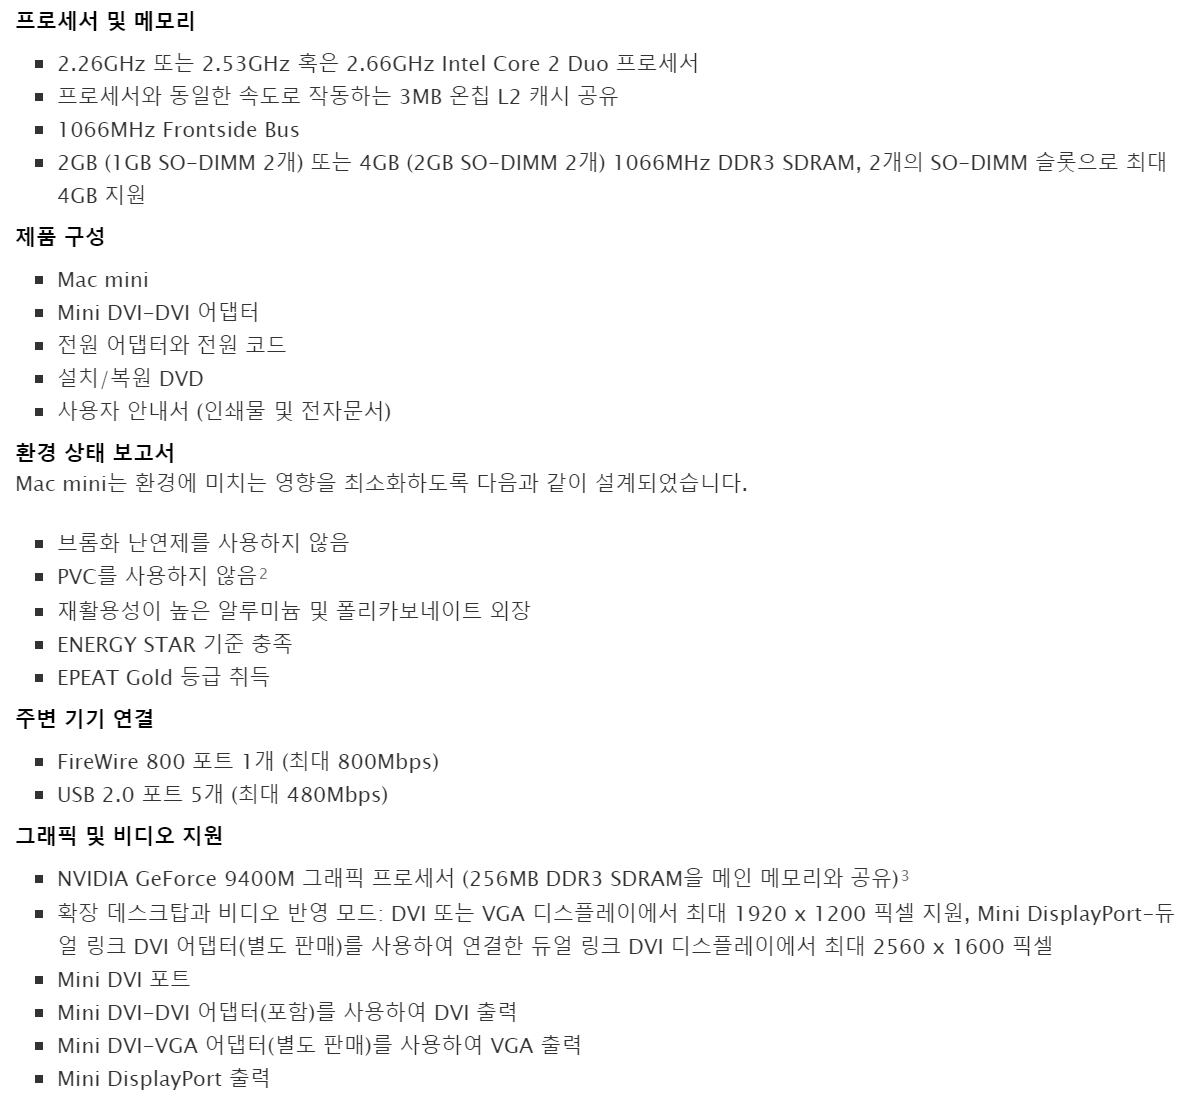 프로세서 및 메모리
2.26GHz 또는 2.53GHz 혹은 2.66GHz Intel Core 2 Duo 프로세서
프로세서와 동일한 속도로 작동하는 3MB 온칩 L2 캐시 공유
1066MHz Frontside Bus
2GB (1GB SO-DIMM 2개) 또는 4GB (2GB SO-DIMM 2개) 1066MHz DDR3 SDRAM, 2개의 SO-DIMM 슬롯으로 최대
4GB 지원
제품 구성
Mac mini
Mini DVI-DVI 어댑터
전원 어댑터와 전원 코드
설치/복원 DVD
사용자 안내서 (인쇄물 및 전자문서)
환경 상태 보고서
Mac mini는 환경에 미치는 영향을 최소화하도록 다음과 같이 설계되었습니다.
브롬화 난연제를 사용하지 않음
PVC를 사용하지 않음2
재활용성이 높은 알루미늄 및 폴리카보네이트 외장
ENERGY STAR 기준 충족
EPEAT Gold 등급 취득
주변 기기 연결
FireWire 800 포트 1개 (최대 800Mbps)
USB 2.0 포트 5개 (최대 480Mbps)
그래픽 및 비디오 지원
NVIDIA GeForce 9400M 그래픽 프로세서 (256MB DDR3 SDRAM을 메인 메모리와 공유)3
확장 데스크탑과 비디오 반영 모드: DVI 또는 VGA 디스플레이에서 최대 1920 x 1200 픽셀 지원, Mini DisplayPort-듀
얼 링크 DVI 어댑터(별도 판매)를 사용하여 연결한 듀얼 링크 DVI 디스플레이에서 최대 2560 x 1600 픽셀
Mini DVI 포트
Mini DVI-DVI 어댑터(포함)를 사용하여 DVI 출력
Mini DVI-VGA 어댑터(별도 판매)를 사용하여 VGA 출력
Mini DisplayPort 출력